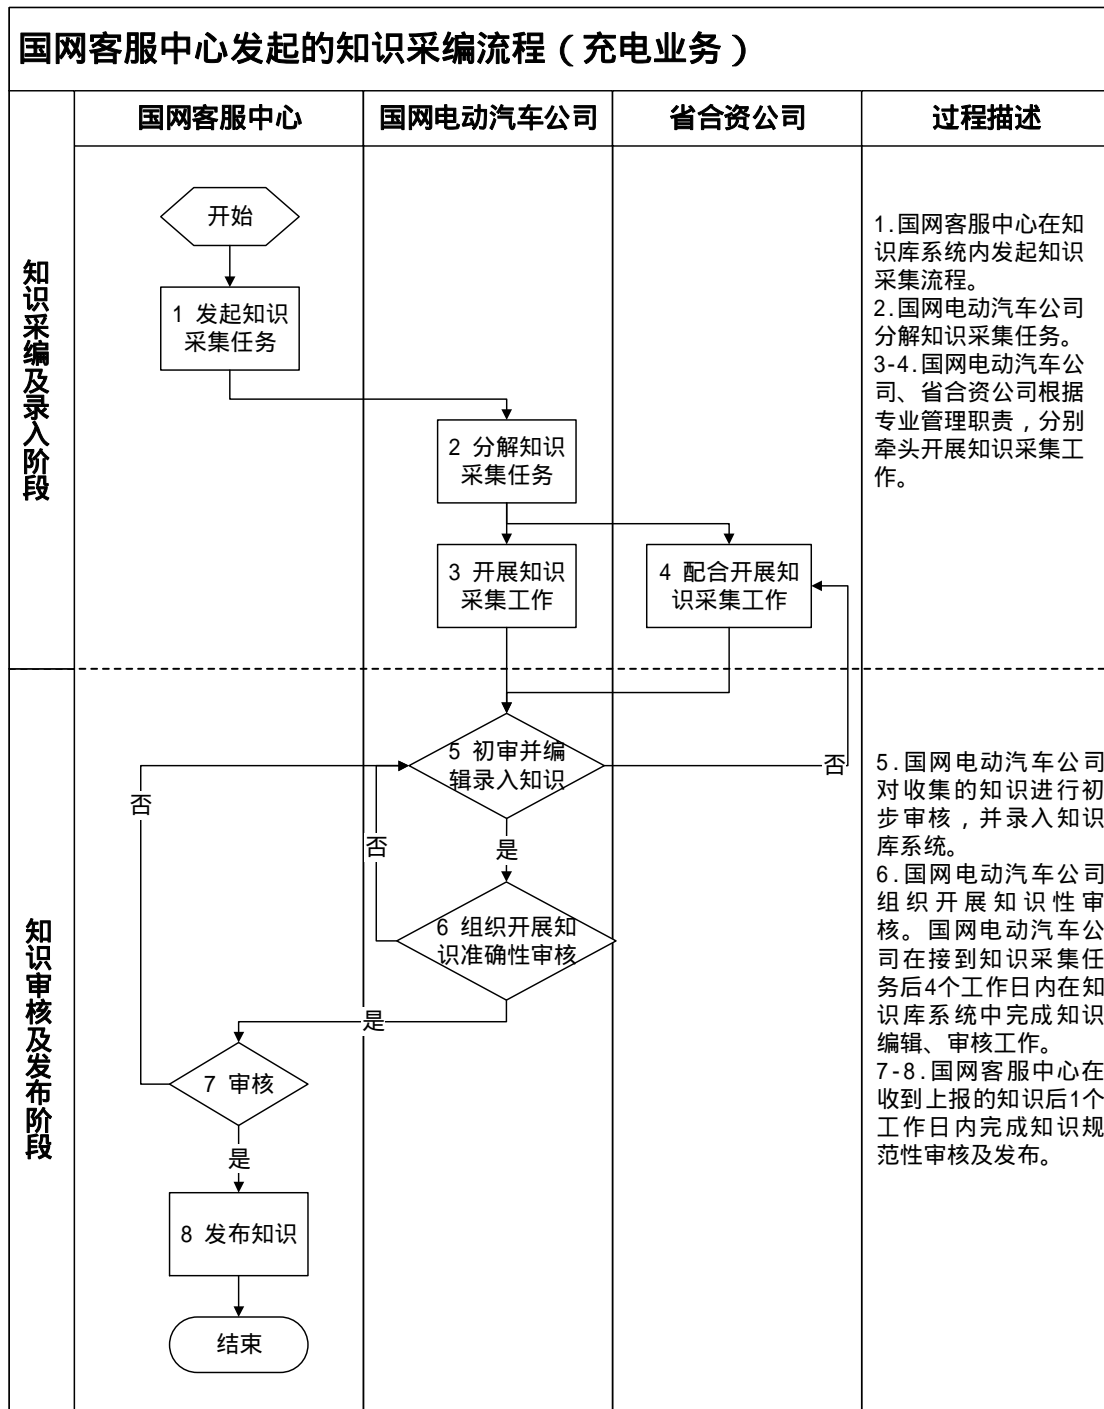 国网客服中心发起的知识采编流程（充电业务）
国网客服中心
国网电动汽车公司
省合资公司
过程描述
知识采编及录入阶段
开始
1 发起知识
采集任务
2 分解知识
采集任务
3 开展知识
采集工作
4 配合开展知
识采集工作
1.国网客服中心在知
识库系统内发起知识
采集流程。
2.国网电动汽车公司
分解知识采集任务。
3-4.国网电动汽车公
司、省合资公司根据
专业管理职责，分别
牵头开展知识采集工
作。
知识审核及发布阶段
5 初审并编
辑录入知识
否
否
否
是
6 组织开展知
识准确性审核
是
7 审核
是
8 发布知识
结束
5.国网电动汽车公司
对收集的知识进行初
步审核，并录入知识
库系统。
6.国网电动汽车公司
组织开展知识性审
核。国网电动汽车公
司在接到知识采集任
务后4个工作日内在知
识库系统中完成知识
编辑、审核工作。
7-8.国网客服中心在
收到上报的知识后1个
工作日内完成知识规
范性审核及发布。